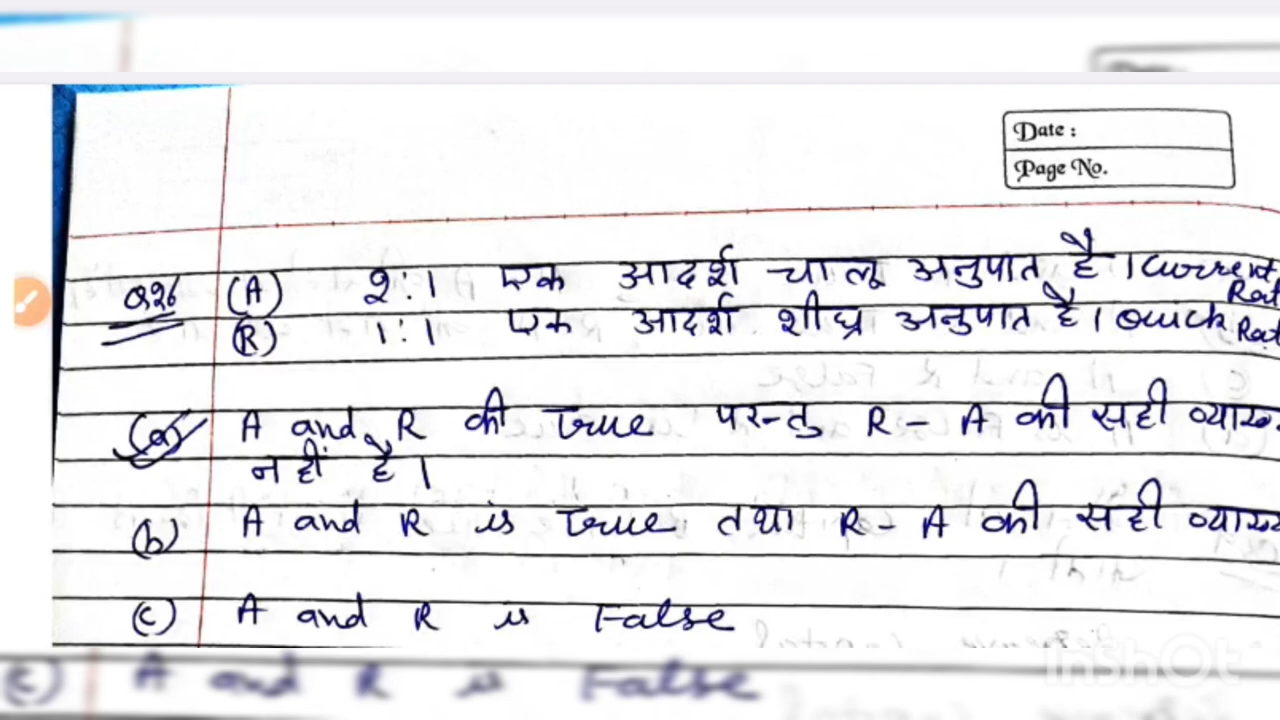 Date :
Page No.
Q26 (A) 2:1 एक आदर्श चालू अनुपात है। Current Rat
(R) 1:1 एक आदर्श शीघ्र अनुपात है। Quick Rat
(a) A and R की True परन्तु R- A की सही व्याख
नहीं है।
(b) A and R is True तथा R- A की सही व्याख
(c) A and R is False
(c) A and R is False
InShOt